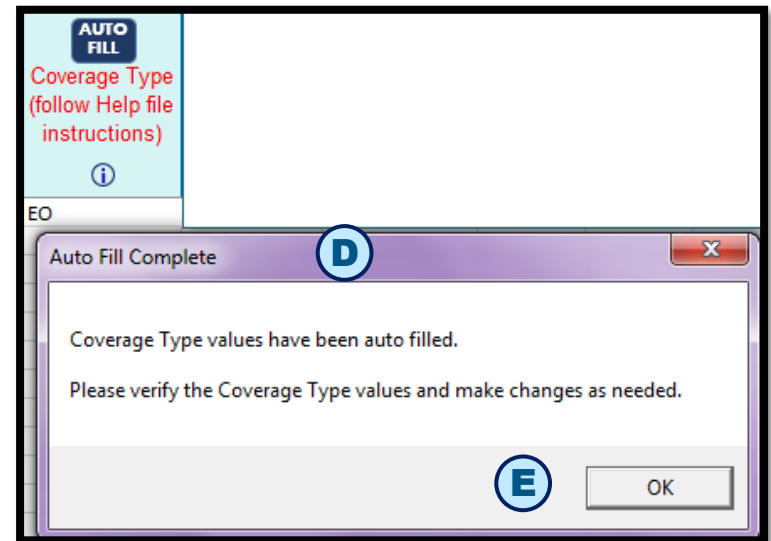 AUTO
FILL
Coverage Type
(follow Help file
instructions)
i
EO
Auto Fill Complete
D
X
Coverage Type values have been auto filled.
Please verify the Coverage Type values and make changes as needed.
E
OK